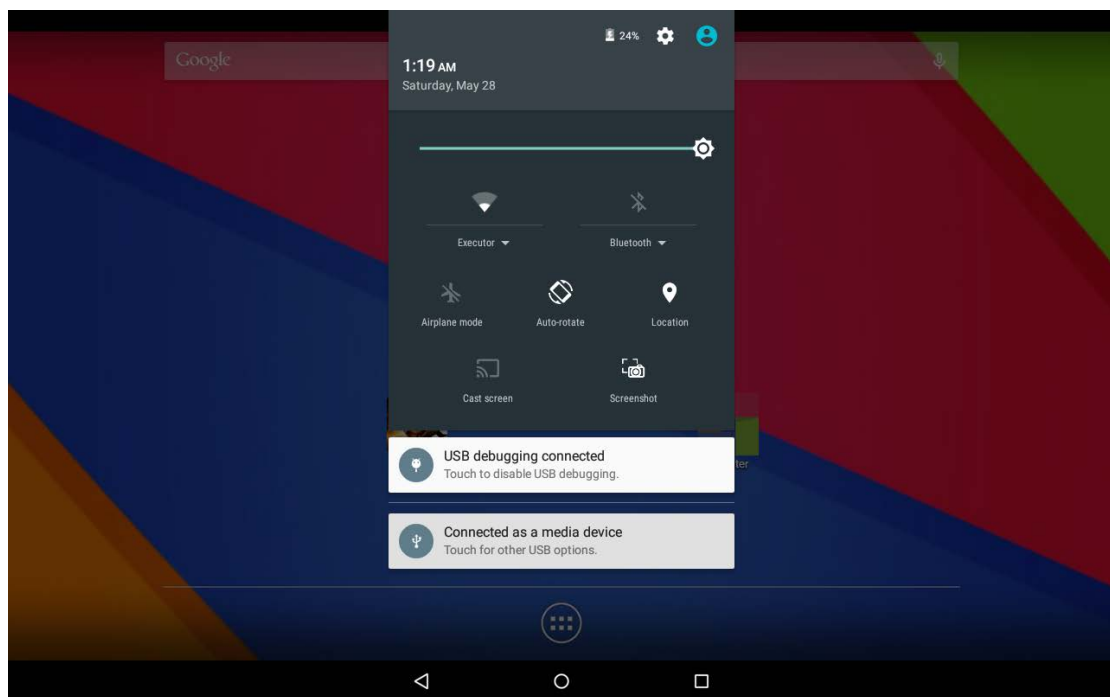 24%
Google
1:19 AM
Saturday, May 28
Executor
Bluetooth
Airplane mode
Auto-rotate
Location
Cast screen
Screenshot
USB debugging connected
Touch to disable USB debugging.
Connected as a media device
Touch for other USB options.